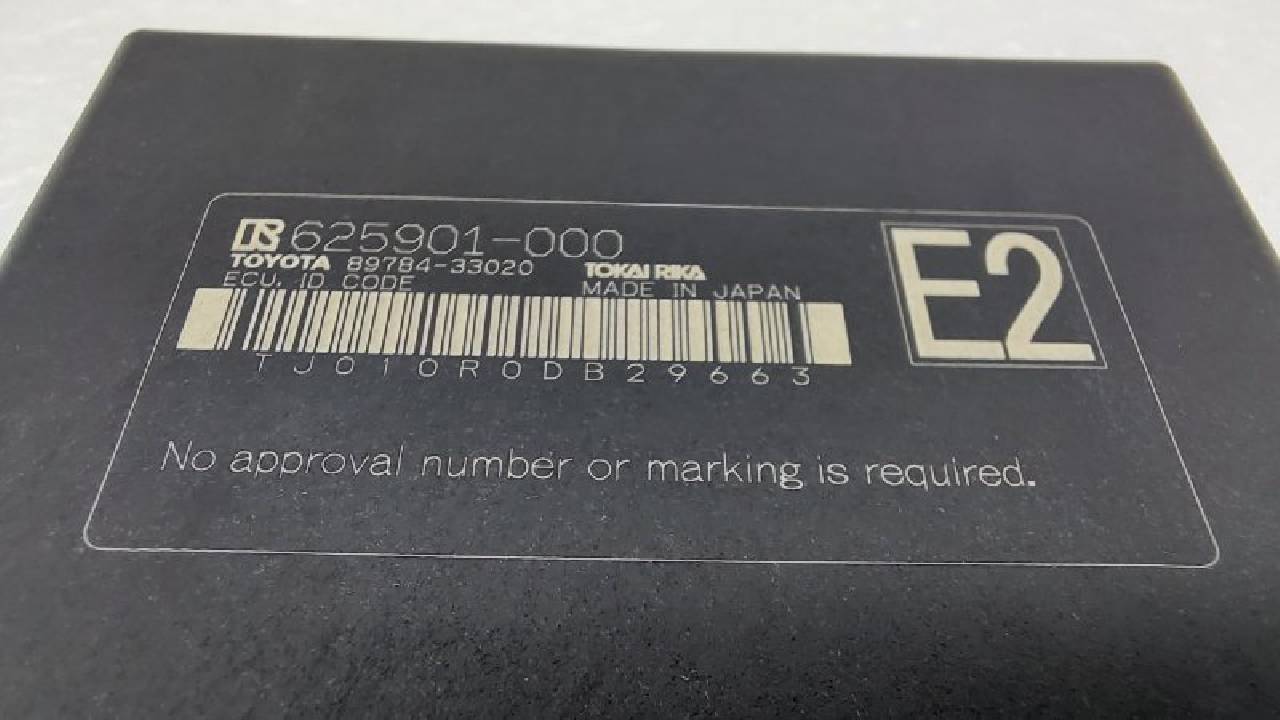 625901-000
TOYOTA 89784-33020
TOKAI RIKA
ECU. ID CODE
MADE IN JAPAN
E2
TJ010R0DB29663
No approval number or marking is required.